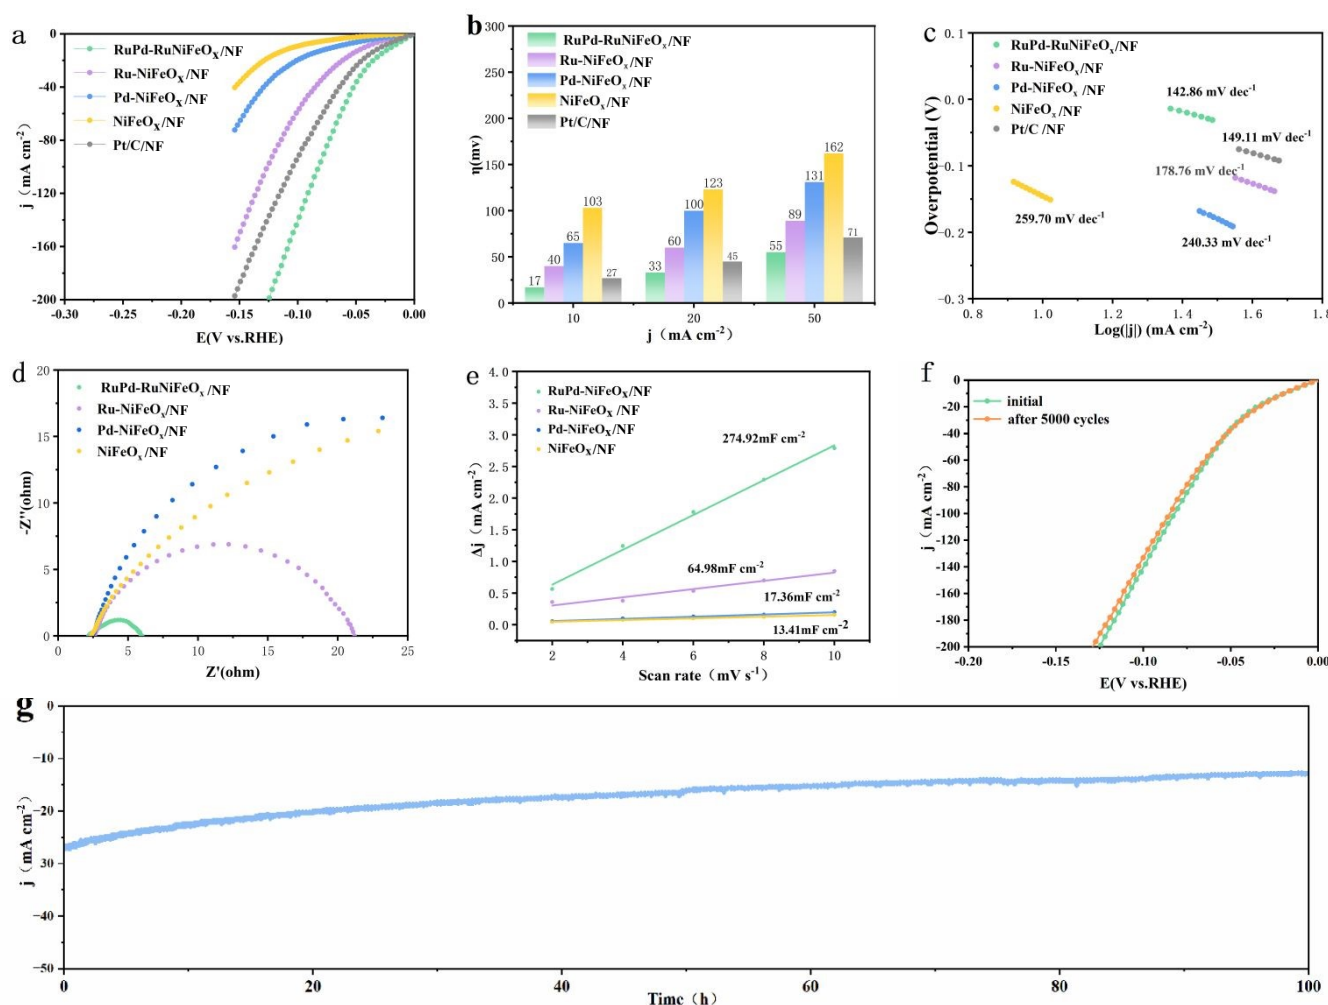 a
0
-40
-80
-120
-160
-200
-0.30
-0.25
-0.20
-0.15
-0.10
-0.05
0.00
j（mA cm⁻²）
E(V vs.RHE)
RuPd-RuNiFeOx/NF
Ru-NiFeOx/NF
Pd-NiFeOx/NF
NiFeOx/NF
Pt/C/NF
b
300
250
200
150
100
50
0
η(mv)
RuPd-RuNiFeOx/NF
Ru-NiFeOx/NF
Pd-NiFeOx/NF
NiFeOx/NF
Pt/C/NF
17
40
65
103
27
33
60
100
123
45
55
89
131
162
71
10
20
50
j（mA cm⁻²）
c
0.1
0.0
−0.1
−0.2
−0.3
0.8
1.0
1.2
1.4
1.6
1.8
Overpotential (V)
Log(|j|) (mA cm⁻²)
RuPd-RuNiFeOx/NF
Ru-NiFeOx/NF
Pd-NiFeOx /NF
NiFeOx /NF
Pt/C /NF
142.86 mV dec⁻¹
149.11 mV dec⁻¹
178.76 mV dec⁻¹
259.70 mV dec⁻¹
240.33 mV dec⁻¹
d
20
15
10
5
0
0
5
10
15
20
25
-Z''(ohm)
Z'(ohm)
RuPd-RuNiFeOx/NF
Ru-NiFeOx/NF
Pd-NiFeOx/NF
NiFeOx/NF
e
4.0
3.5
3.0
2.5
2.0
1.5
1.0
0.5
0.0
2
4
6
8
10
Δj（mA cm⁻²）
Scan rate（mV s⁻¹）
RuPd-NiFeOx/NF
Ru-NiFeOx /NF
Pd-NiFeOx/NF
NiFeOx/NF
274.92mF cm⁻²
64.98mF cm⁻²
17.36mF cm⁻²
13.41mF cm⁻²
f
0
-20
-40
-60
-80
-100
-120
-140
-160
-180
-200
-0.20
-0.15
-0.10
-0.05
0.00
j（mA cm⁻²）
E(V vs.RHE)
initial
after 5000 cycles
g
0
−10
−20
−30
−40
−50
0
20
40
60
80
100
j（mA cm⁻²）
Time（h）